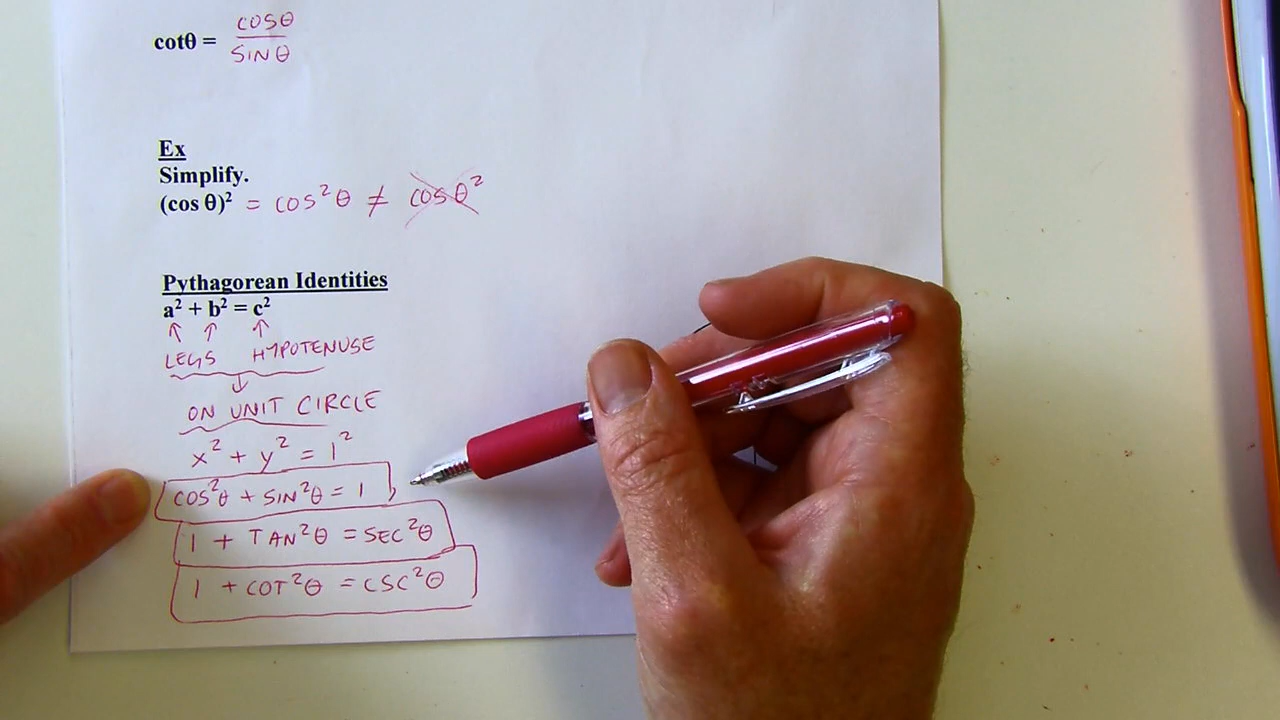 cotθ = COSθ / SINθ
Ex
Simplify.
(cos θ)² = COS²θ ≠ COSθ²
Pythagorean Identities
a² + b² = c²
↑ ↑ ↑
LEGS HYPOTENUSE
↓
ON UNIT CIRCLE
x² + y² = 1²
COS²θ + SIN²θ = 1
1 + TAN²θ = SEC²θ
1 + COT²θ = CSC²θ